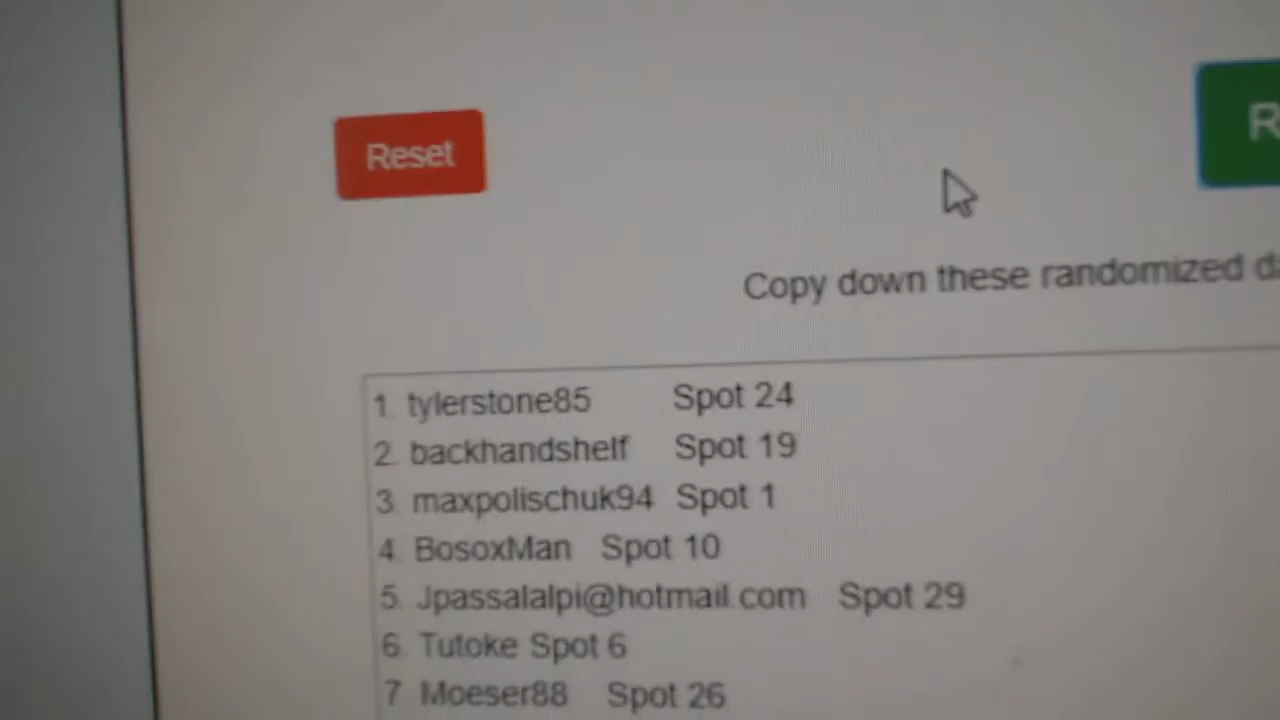 Reset
Copy down these randomized
1. tylerstone85 Spot 24
2. backhandshelf Spot 19
3. maxpolischuk94 Spot 1
4. BosoxMan Spot 10
5. Jpassalalpi@hotmail.com Spot 29
6. Tutoke Spot 6
7 Moeser88 Spot 26